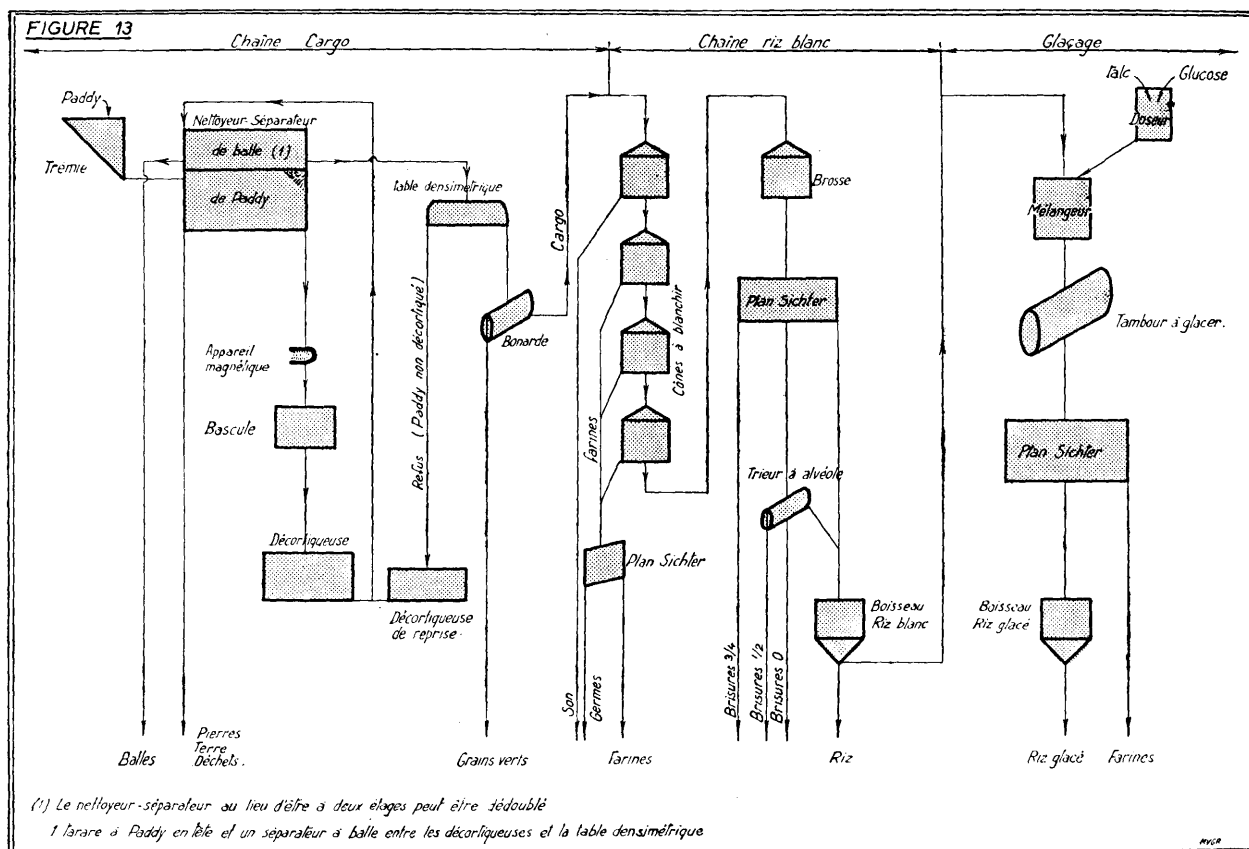 FIGURE 13
Chaîne Cargo
Chaîne riz blanc
Glaçage
Paddy
Trémie
Nettoyeur-Séparateur
de balle (1)
de Paddy
table densimétrique
Appareil
magnétique
Bascule
Décortiqueuse
Refus (Paddy non décortiqué)
Décortiqueuse
de reprise.
Bonarde
Cargo
Cônes à blanchir
farines
Plan Sichter
Son
Germes
Brosse
Plan Sichter
Trieur à alvéole
Brisures 3/4
Brisures 1/2
Brisures 0
Boisseau
Riz blanc
Talc
Glucose
Doseur
Mélangeur
Tambour à glacer.
Plan Sichter
Boisseau
Riz glacé
Balles
Pierres
Terre
Déchets.
Grains verts
Farines
Riz
Riz glacé
Farines
(1) Le nettoyeur-séparateur au lieu d'être à deux étages peut être dédoublé
1 tarare à Paddy en tête et un séparateur à balle entre les décortiqueuses et la table densimétrique